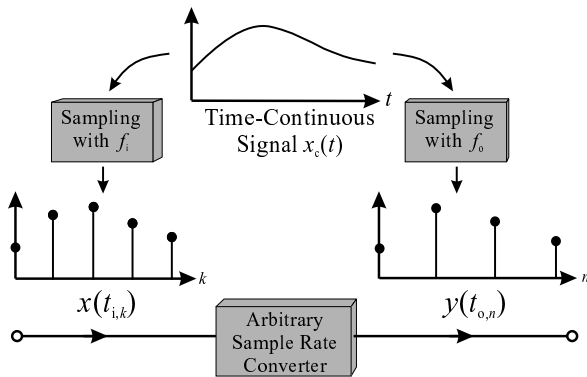 t
Sampling
with f_i
Time-Continuous
Signal x_c(t)
Sampling
with f_o
k
n
x(t_{i,k})
y(t_{o,n})
Arbitrary
Sample Rate
Converter